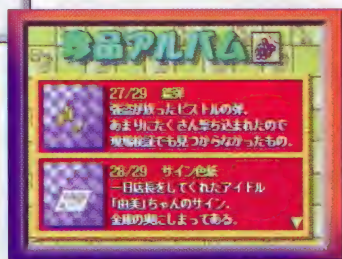 珍品アルバム
27/29 銃弾
強盗が放ったピストルの弾。
あまりにたくさん撃ち込まれたので
現場検証でも見つからなかったもの。
28/29 サイン色紙
一日店長をしてくれたアイドル
「由美」ちゃんのサイン。
金庫の奥にしまってある。